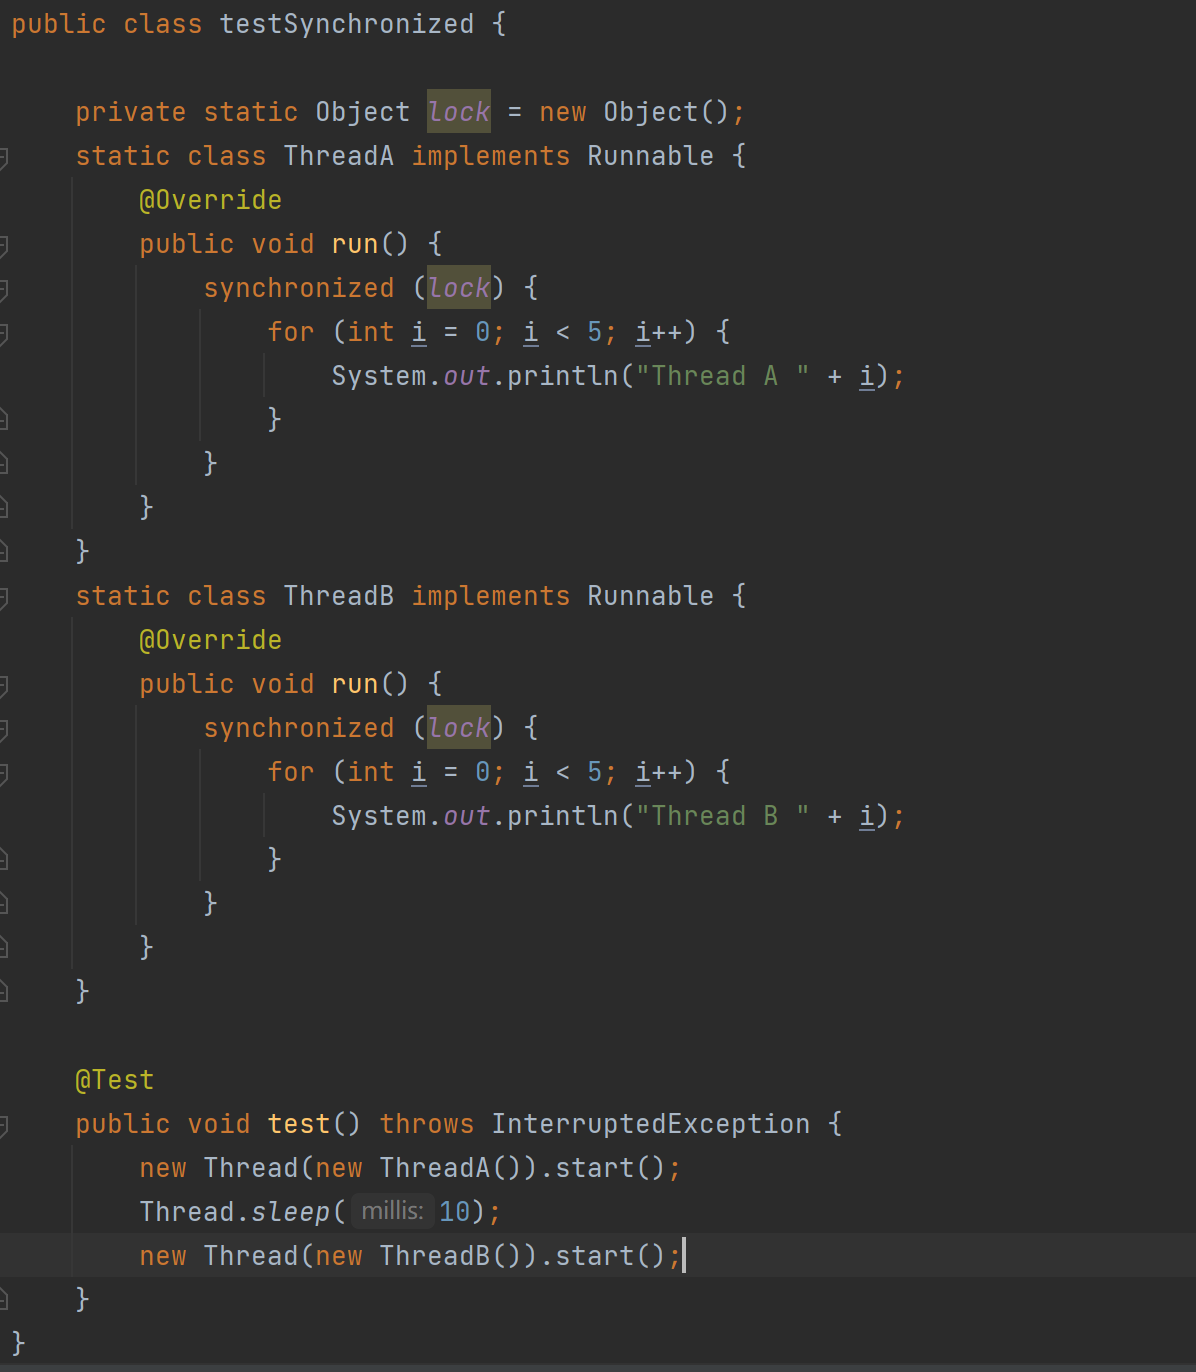 public class testSynchronized {
private static Object lock = new Object();
static class ThreadA implements Runnable {
@Override
public void run() {
synchronized (lock) {
for (int i = 0; i < 5; i++) {
System.out.println("Thread A " + i);
}
}
}
}
static class ThreadB implements Runnable {
@Override
public void run() {
synchronized (lock) {
for (int i = 0; i < 5; i++) {
System.out.println("Thread B " + i);
}
}
}
}
@Test
public void test() throws InterruptedException {
new Thread(new ThreadA()).start();
Thread.sleep( millis: 10);
new Thread(new ThreadB()).start();
}
}